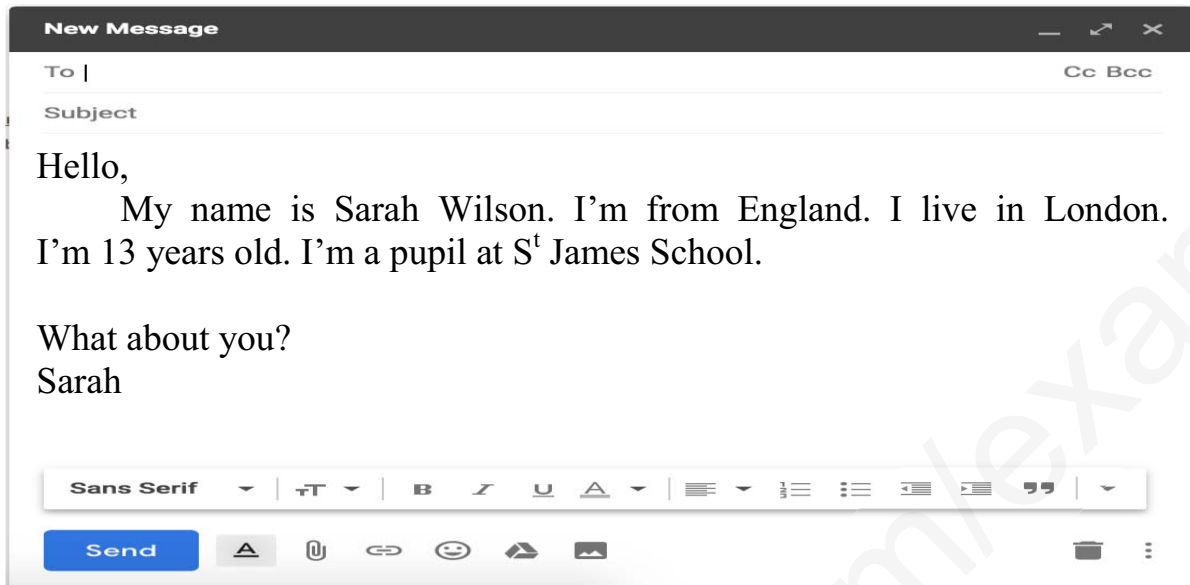 New Message
To
Cc Bcc
Subject
Hello,
My name is Sarah Wilson. I’m from England. I live in London.
I’m 13 years old. I’m a pupil at Sᵗ James School.
What about you?
Sarah
Sans Serif
Send